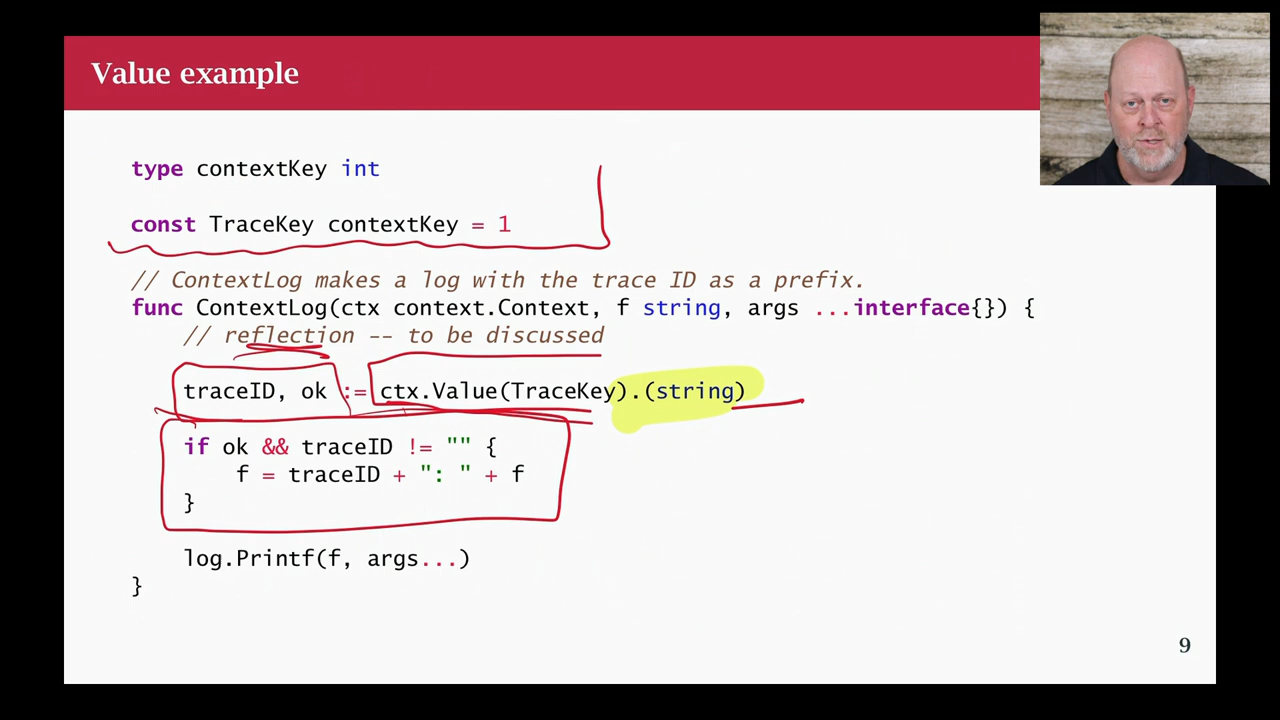 Value example
type contextKey int
const TraceKey contextKey = 1
// ContextLog makes a log with the trace ID as a prefix.
func ContextLog(ctx context.Context, f string, args ...interface{}) {
    // reflection -- to be discussed
    traceID, ok := ctx.Value(TraceKey).(string)
    if ok && traceID != "" {
        f = traceID + ": " + f
    }
    log.Printf(f, args...)
}
9